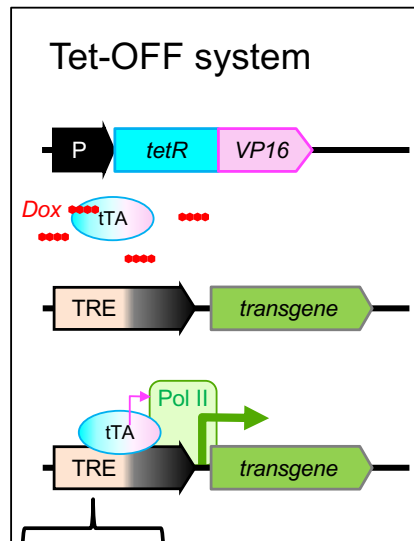 Tet-OFF system
P tetR VP16
Dox
tTA
TRE transgene
Pol II
tTA
TRE transgene